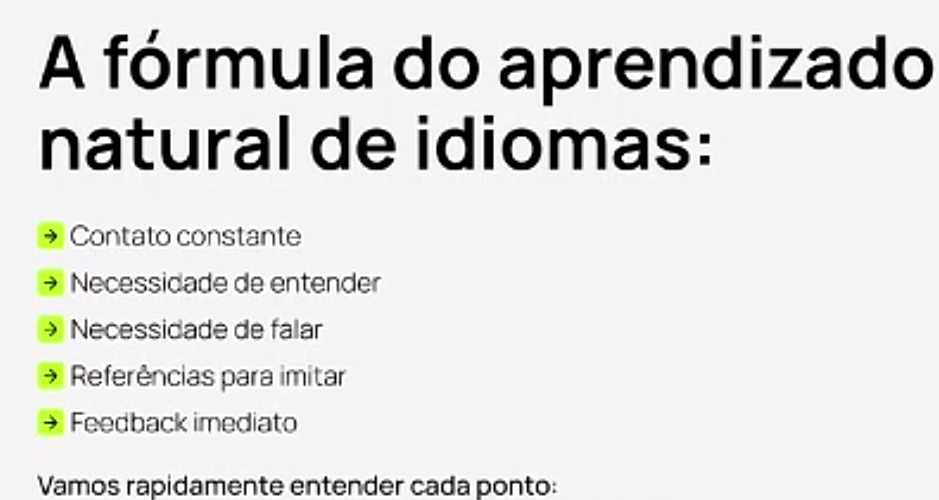 A fórmula do aprendizado
natural de idiomas:
Contato constante
Necessidade de entender
Necessidade de falar
Referências para imitar
Feedback imediato
Vamos rapidamente entender cada ponto: